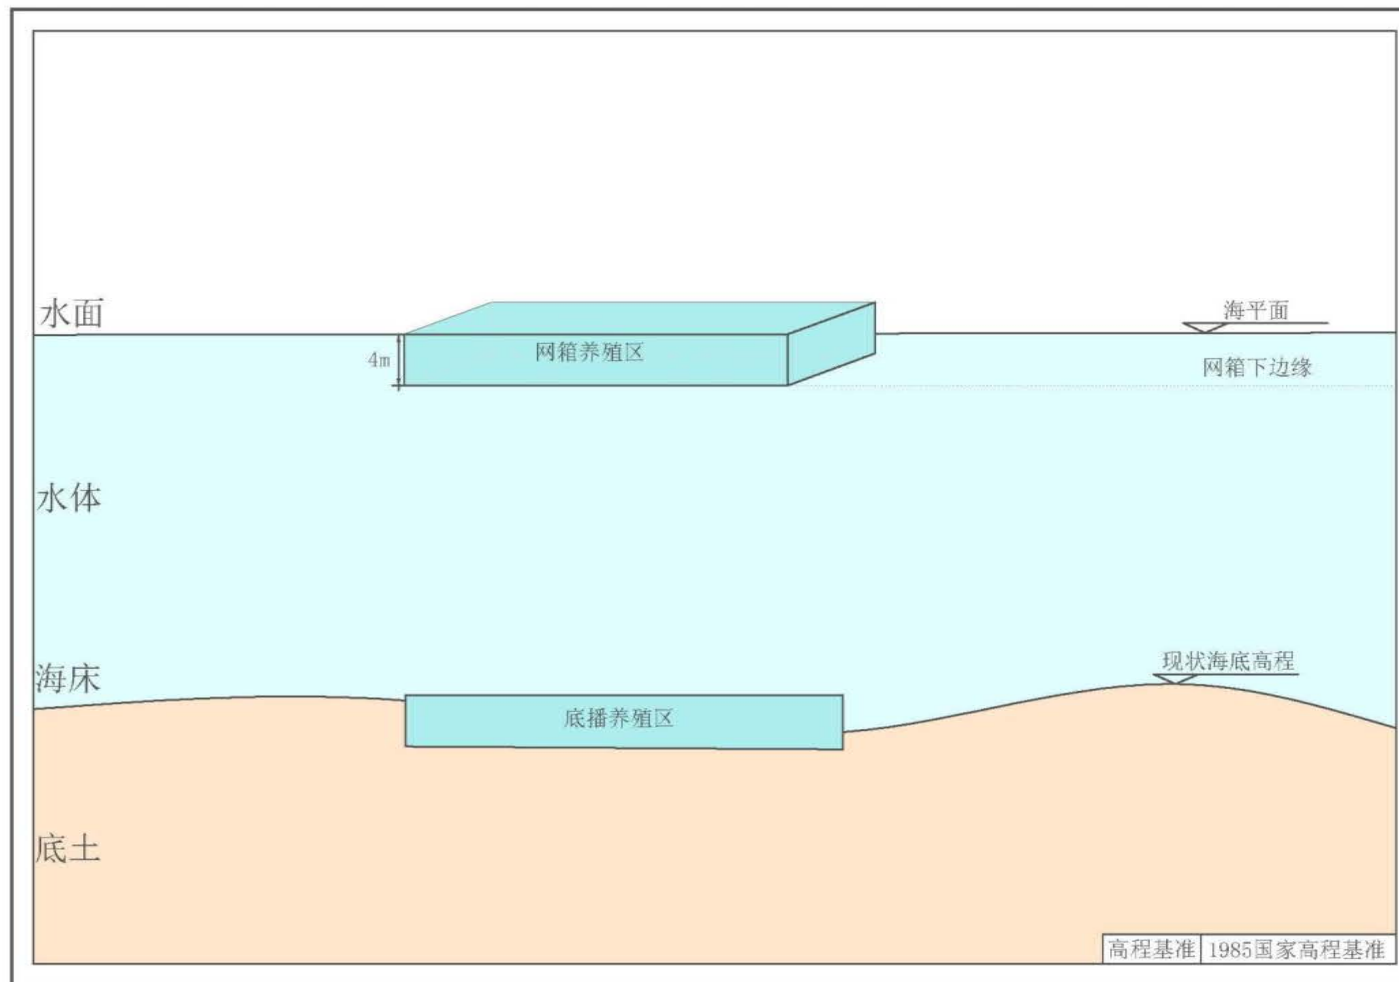 水面
海平面
4m
网箱养殖区
网箱下边缘
水体
现状海底高程
海床
底播养殖区
底土
高程基准 1985国家高程基准